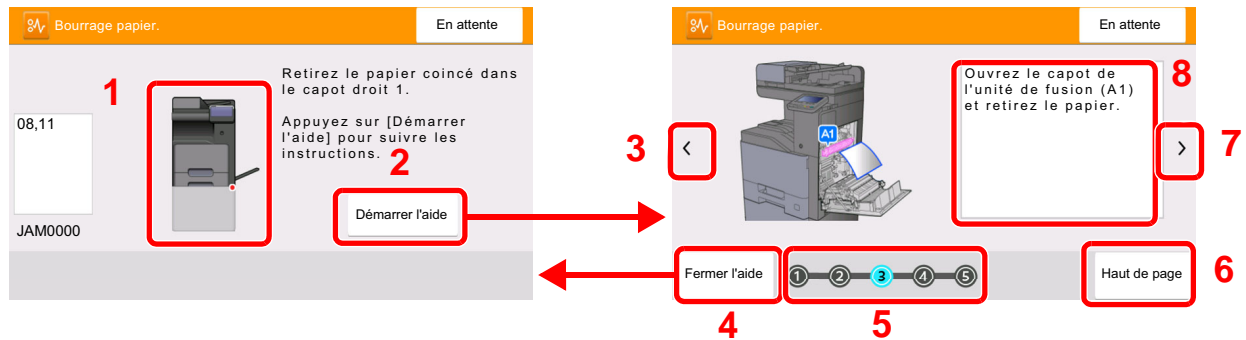 Bourrage papier.
En attente
1
Retirez le papier coincé dans
le capot droit 1.
Appuyez sur [Démarrer
l'aide] pour suivre les
instructions.
08,11
JAM0000
2
Démarrer l'aide
Bourrage papier.
En attente
3
A1
Ouvrez le capot de
l'unité de fusion (A1)
et retirez le papier.
8
7
Fermer l'aide
1 2 3 4 5
Haut de page
6
4
5